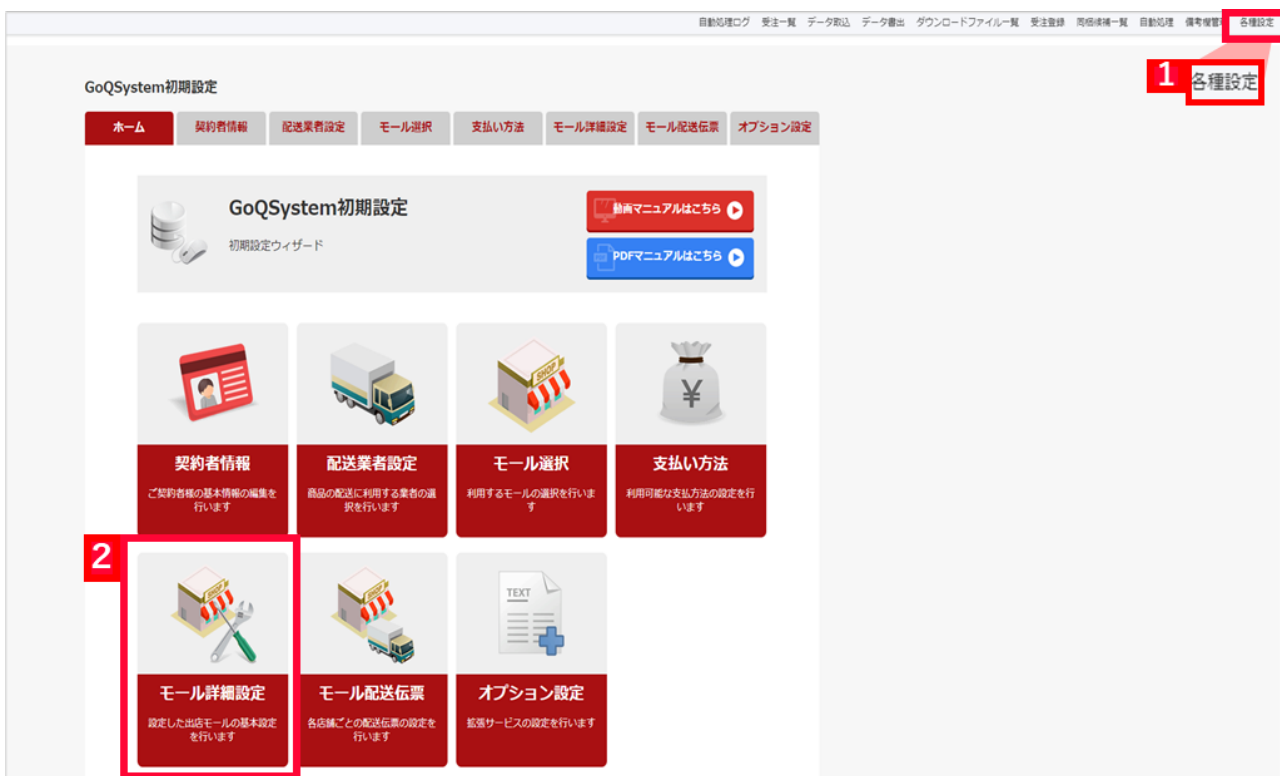 自動処理ログ 受注一覧 データ取込 データ書出 ダウンロードファイル一覧 受注登録 同梱候補一覧 自動処理 備考欄管理 各種設定
1 各種設定
GoQSystem初期設定
ホーム 契約者情報 配送業者設定 モール選択 支払い方法 モール詳細設定 モール配送伝票 オプション設定
GoQSystem初期設定
初期設定ウィザード
動画マニュアルはこちら
PDFマニュアルはこちら
SHOP
¥
契約者情報
ご契約者様の基本情報の編集を
行います
配送業者設定
商品の配送に利用する業者の選
択を行います
モール選択
利用するモールの選択を行いま
す
支払い方法
利用可能な支払方法の設定を行
います
2
SHOP
SHOP
TEXT
モール詳細設定
設定した出店モールの基本設定
を行います
モール配送伝票
各店舗ごとの配送伝票の設定を
行います
オプション設定
拡張サービスの設定を行います